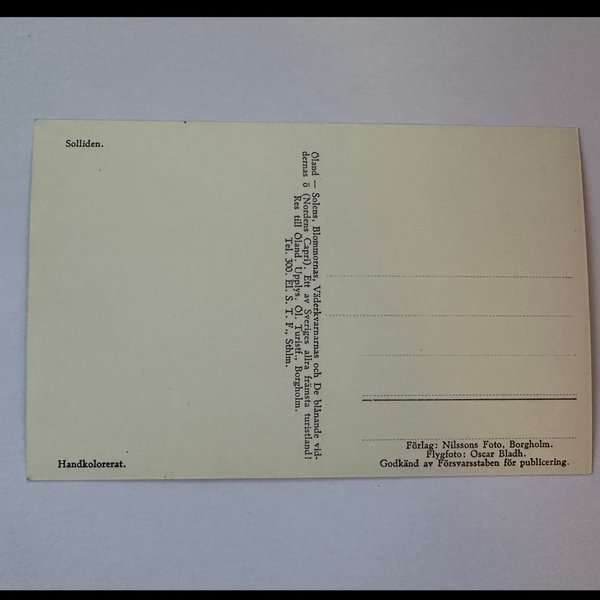 Solliden.
Öland — Solens, Blommornas, Väderkvarnarnas och De blånande vid-
dernas ö (Nordens Capri). Ett av Sveriges allra främsta turistland!
Res till Öland. Upplys. Öl. Turistf., Borgholm.
Tel. 300. El. S. T. F., Sthlm.
Handkolorerat.
Förlag: Nilssons Foto, Borgholm.
Flygfoto: Oscar Bladh.
Godkänd av Försvarsstaben för publicering.